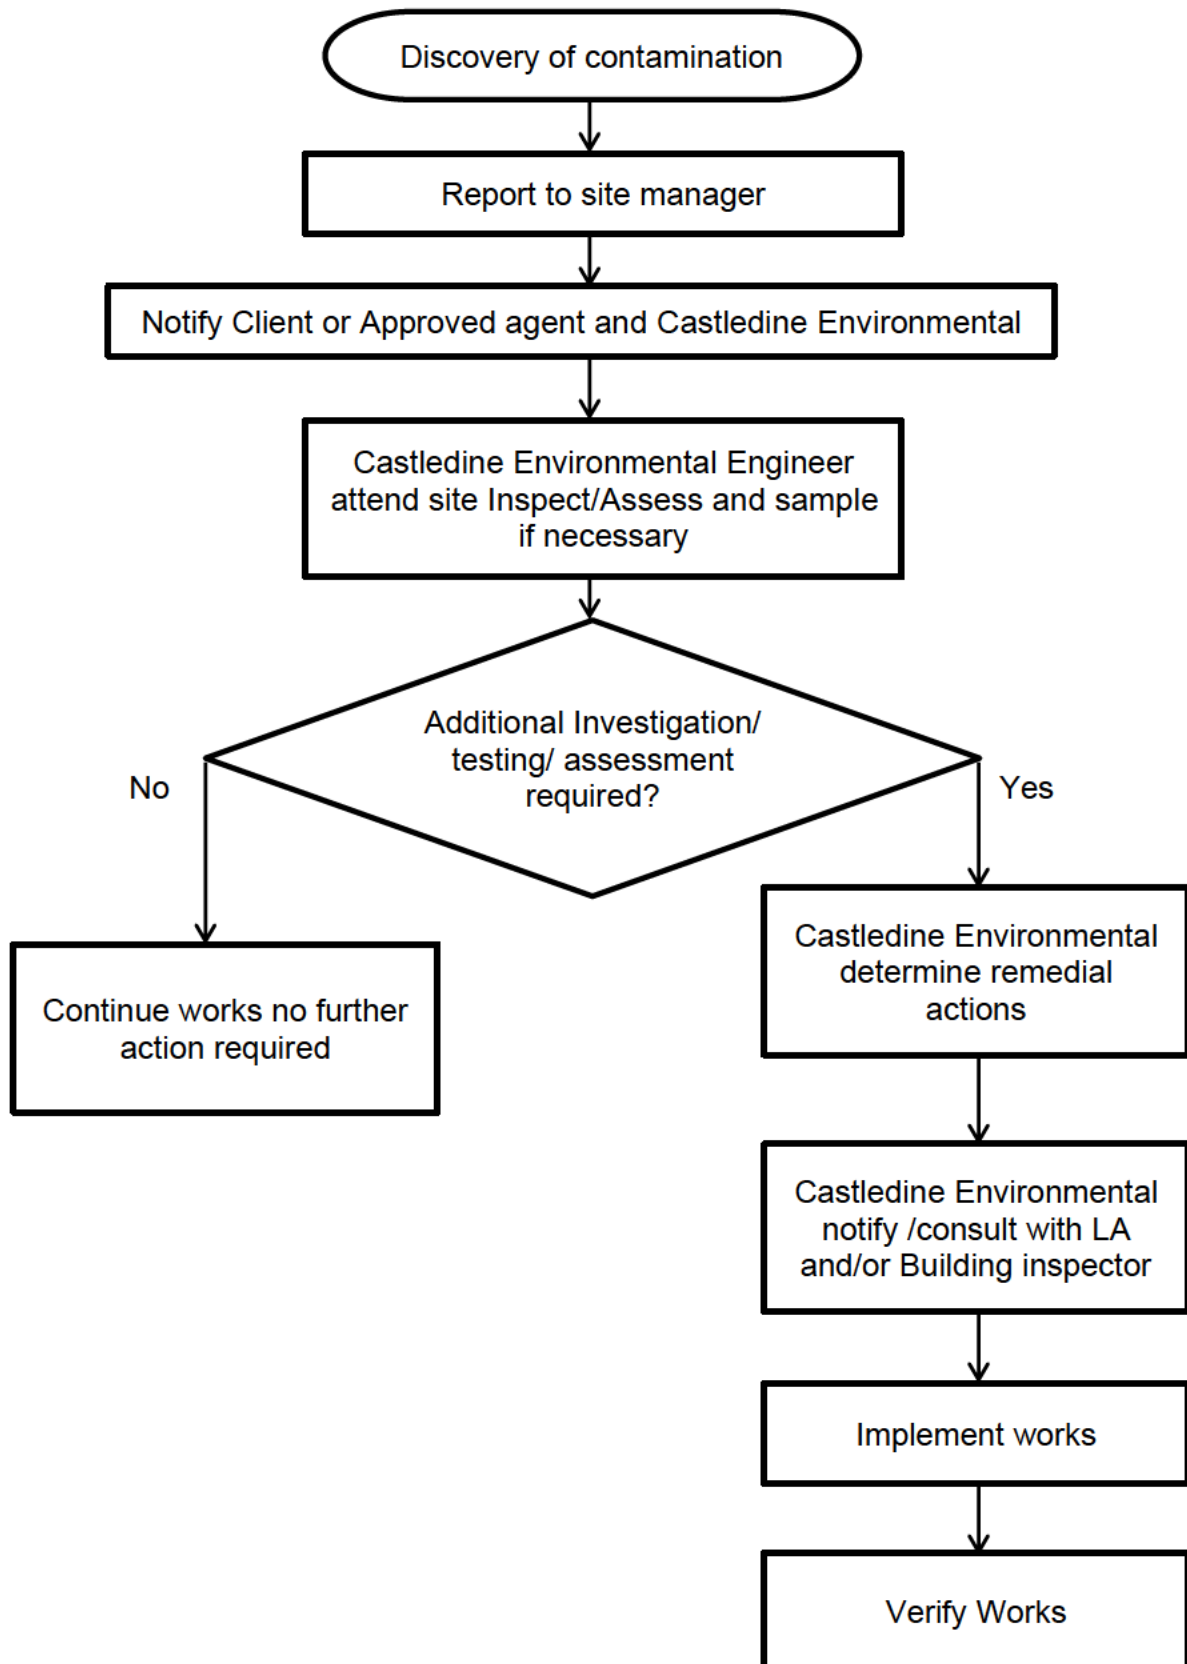 Discovery of contamination
Report to site manager
Notify Client or Approved agent and Castledine Environmental
Castledine Environmental Engineer
attend site Inspect/Assess and sample
if necessary
Additional Investigation/
testing/ assessment
required?
No
Yes
Continue works no further
action required
Castledine Environmental
determine remedial
actions
Castledine Environmental
notify /consult with LA
and/or Building inspector
Implement works
Verify Works